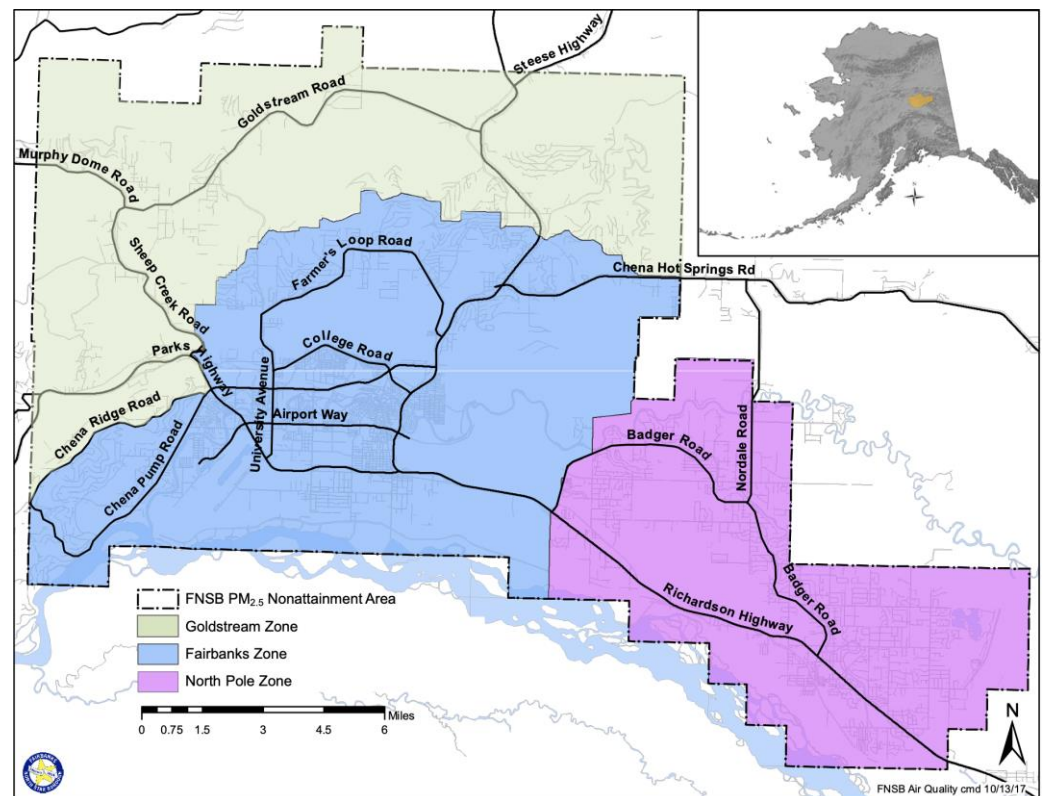 Steese Highway
Goldstream Road
Murphy Dome Road
Sheep Creek Road
Farmer's Loop Road
Chena Hot Springs Rd
Parks Highway
College Road
University Avenue
Airport Way
Chena Ridge Road
Chena Pump Road
Badger Road
Nordale Road
Badger Road
Richardson Highway
FNSB PM2.5 Nonattainment Area
Goldstream Zone
Fairbanks Zone
North Pole Zone
0 0.75 1.5 3 4.5 6
Miles
N
FNSB Air Quality cmd 10/13/17